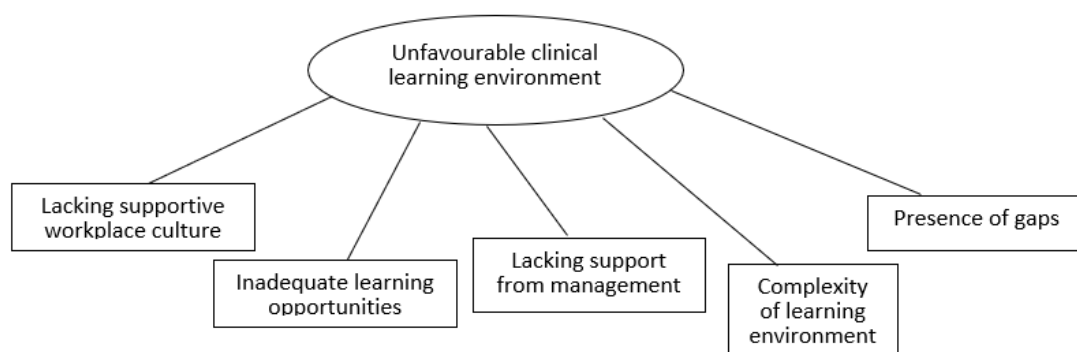 Unfavourable clinical
learning environment
Lacking supportive
workplace culture
Inadequate learning
opportunities
Lacking support
from management
Complexity
of learning
environment
Presence of gaps